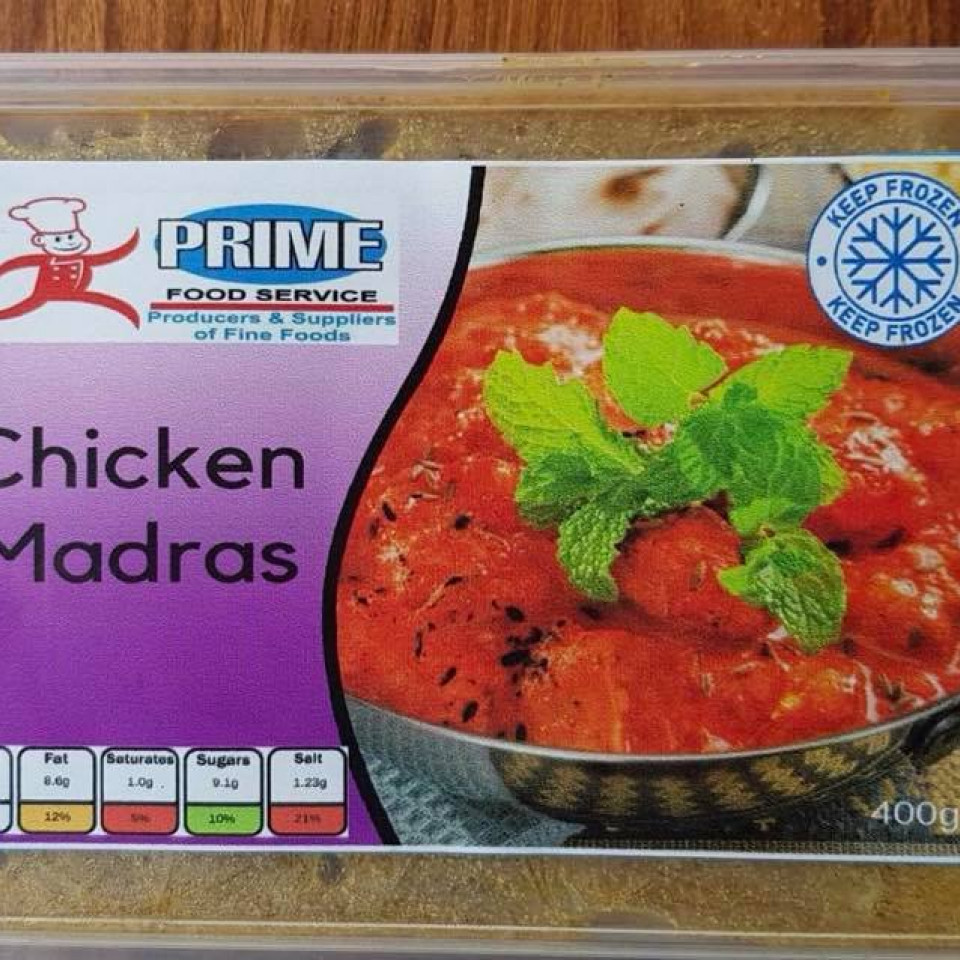 PRIME
FOOD SERVICE
Producers & Suppliers
of Fine Foods
KEEP FROZEN
KEEP FROZEN
Chicken
Madras
Fat
8.6g
12%
Saturates
1.0g
5%
Sugars
9.1g
10%
Salt
1.23g
21%
400g